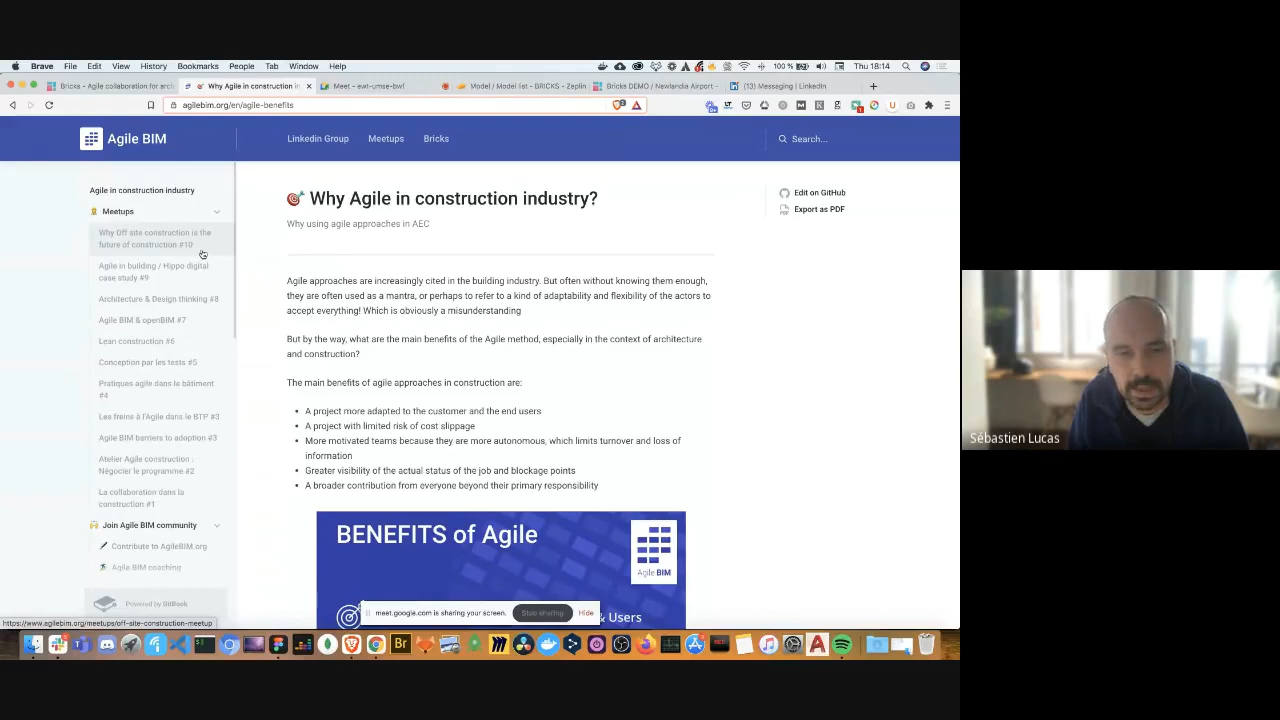 Brave File Edit View History Bookmarks People Tab Window Help
100 % Thu 18:14
Bricks - Agile collaboration for arch
Why Agile in construction in
Meet - ewt-umse-bwf
Model / Model list - BRICKS - Zeplin
Bricks DEMO / Newlandia Airport -
(13) Messaging | LinkedIn
agilebim.org/en/agile-benefits
Agile BIM
Linkedin Group Meetups Bricks
Search...
Agile in construction industry
Meetups
Why Off site construction is the
future of construction #10
Agile in building / Hippo digital
case study #9
Architecture & Design thinking #8
Agile BIM & openBIM #7
Lean construction #6
Conception par les tests #5
Pratiques agile dans le bâtiment
#4
Les freins à l'Agile dans le BTP #3
Agile BIM barriers to adoption #3
Atelier Agile construction :
Négocier le programme #2
La collaboration dans la
construction #1
Join Agile BIM community
Contribute to AgileBIM.org
Agile BIM coaching
Powered by GitBook
https://www.agilebim.org/meetups/off-site-construction-meetup
Why Agile in construction industry?
Why using agile approaches in AEC
Agile approaches are increasingly cited in the building industry. But often without knowing them enough,
they are often used as a mantra, or perhaps to refer to a kind of adaptability and flexibility of the actors to
accept everything! Which is obviously a misunderstanding
But by the way, what are the main benefits of the Agile method, especially in the context of architecture
and construction?
The main benefits of agile approaches in construction are:
• A project more adapted to the customer and the end users
• A project with limited risk of cost slippage
• More motivated teams because they are more autonomous, which limits turnover and loss of
information
• Greater visibility of the actual status of the job and blockage points
• A broader contribution from everyone beyond their primary responsibility
BENEFITS of Agile
Agile BIM
& Users
meet.google.com is sharing your screen. Stop sharing Hide
Edit on GitHub
Export as PDF
Br
Sébastien Lucas